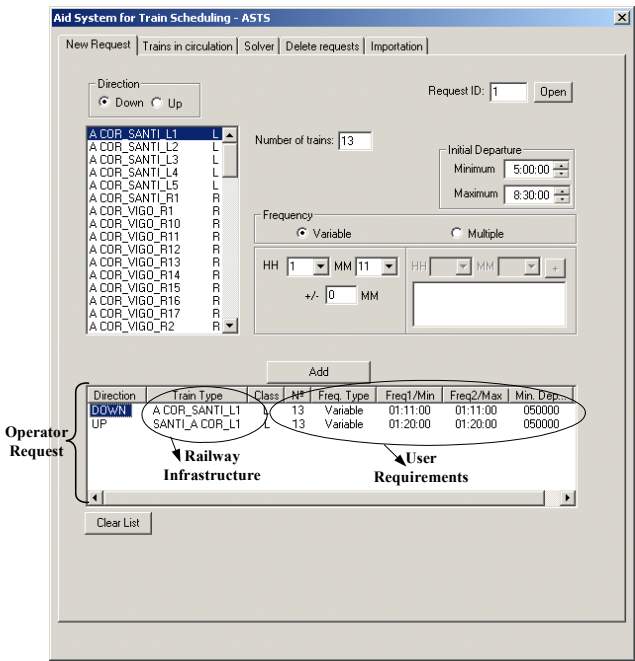 Aid System for Train Scheduling - ASTS
New Request Trains in circulation Solver Delete requests Importation
Direction
Down Up
Request ID: 1 Open
A COR_SANTI_L1 L
A COR_SANTI_L2 L
A COR_SANTI_L3 L
A COR_SANTI_L4 L
A COR_SANTI_L5 L
A COR_SANTI_R1 R
A COR_VIGO_R1 R
A COR_VIGO_R10 R
A COR_VIGO_R11 R
A COR_VIGO_R12 R
A COR_VIGO_R13 R
A COR_VIGO_R14 R
A COR_VIGO_R15 R
A COR_VIGO_R16 R
A COR_VIGO_R17 R
A COR_VIGO_R2 R
Number of trains: 13
Initial Departure
Minimum 5:00:00
Maximum 8:30:00
Frequency
Variable Multiple
HH 1 MM 11
+/- 0 MM
HH MM +
Add
Direction Train Type Class Nº Freq. Type Freq1/Min Freq2/Max Min. Dep...
DOWN A COR_SANTI_L1 L 13 Variable 01:11:00 01:11:00 050000
UP SANTI_A COR_L1 L 13 Variable 01:20:00 01:20:00 050000
Operator
Request
Railway
Infrastructure
User
Requirements
Clear List